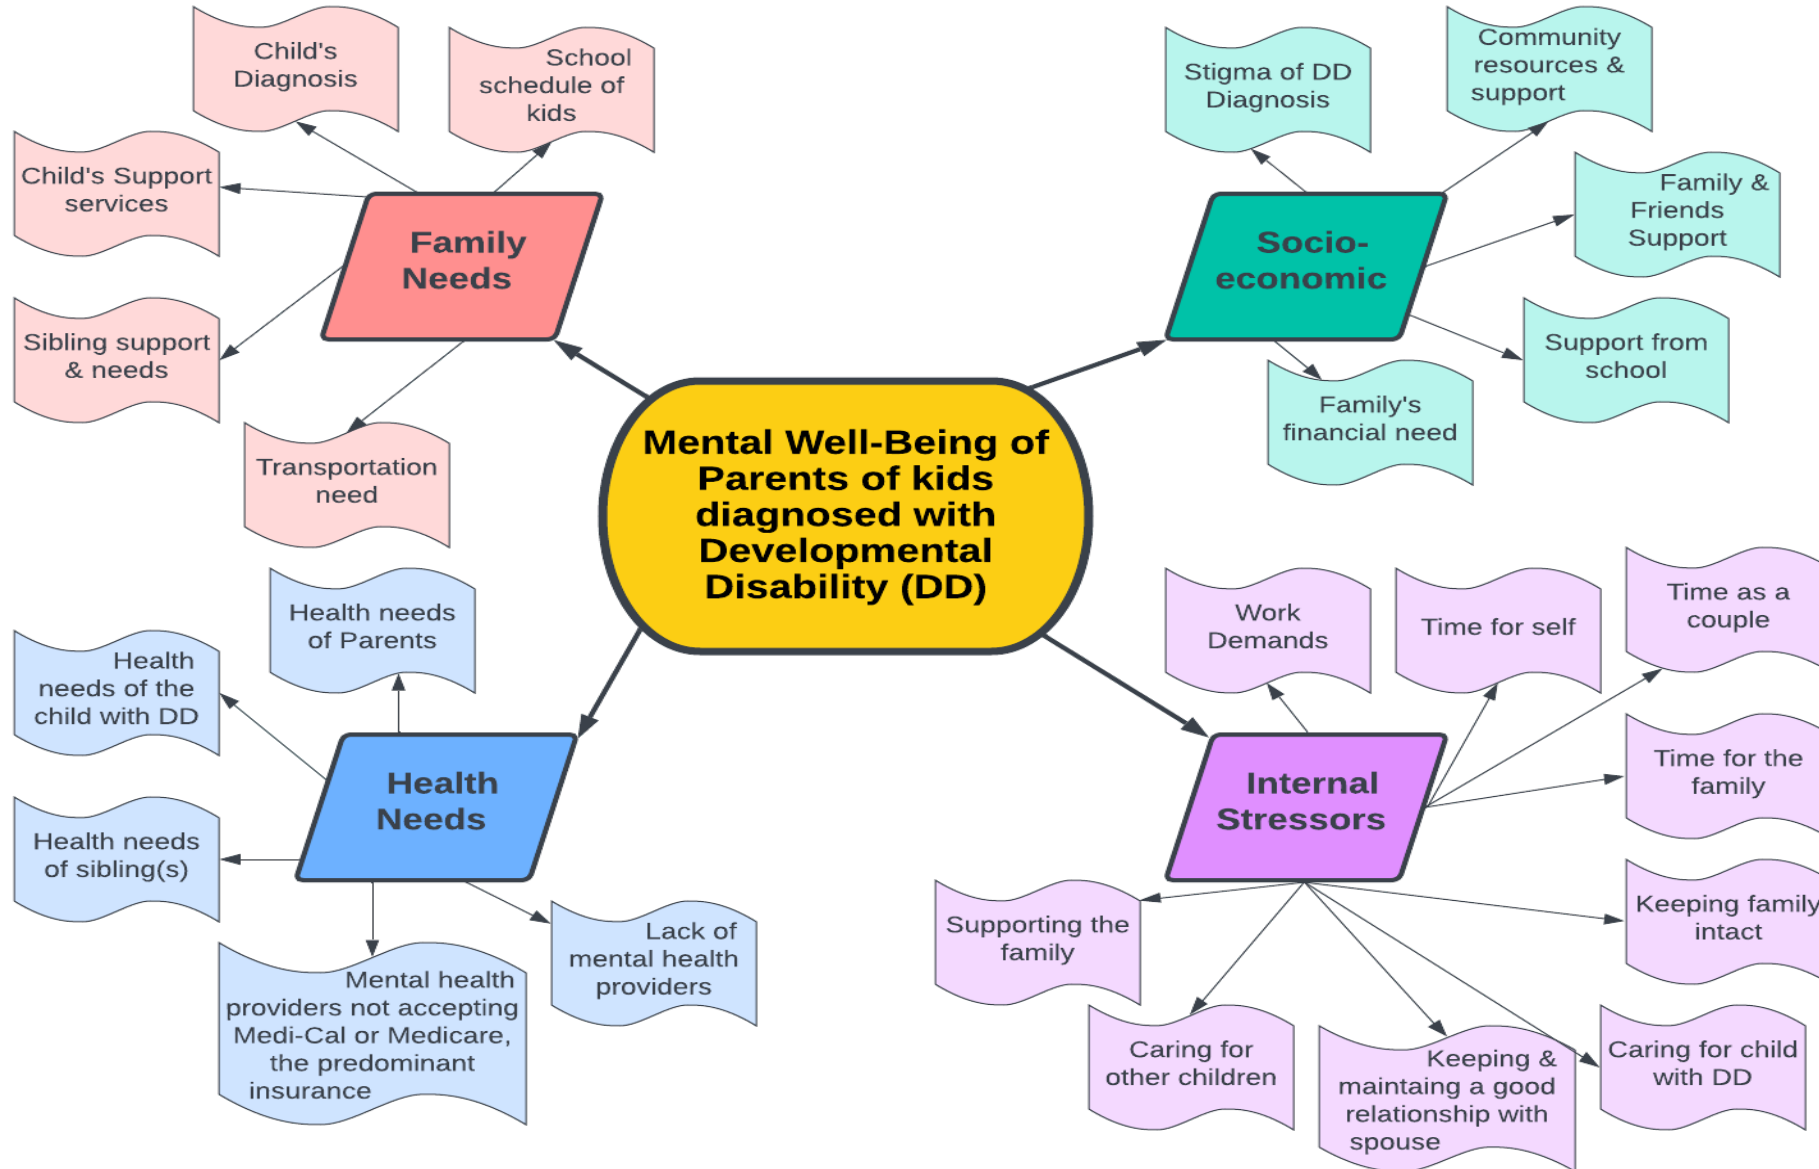 Child's
Diagnosis
School
schedule of
kids
Child's Support
services
Family
Needs
Sibling support
& needs
Transportation
need
Stigma of DD
Diagnosis
Community
resources &
support
Family &
Friends
Support
Socio-
economic
Support from
school
Family's
financial need
Mental Well-Being of
Parents of kids
diagnosed with
Developmental
Disability (DD)
Health needs
of Parents
Health
needs of the
child with DD
Health
Needs
Health needs
of sibling(s)
Mental health
providers not accepting
Medi-Cal or Medicare,
the predominant
insurance
Lack of
mental health
providers
Work
Demands
Time for self
Time as a
couple
Time for the
family
Internal
Stressors
Keeping family
intact
Supporting the
family
Caring for
other children
Keeping &
maintaing a good
relationship with
spouse
Caring for child
with DD